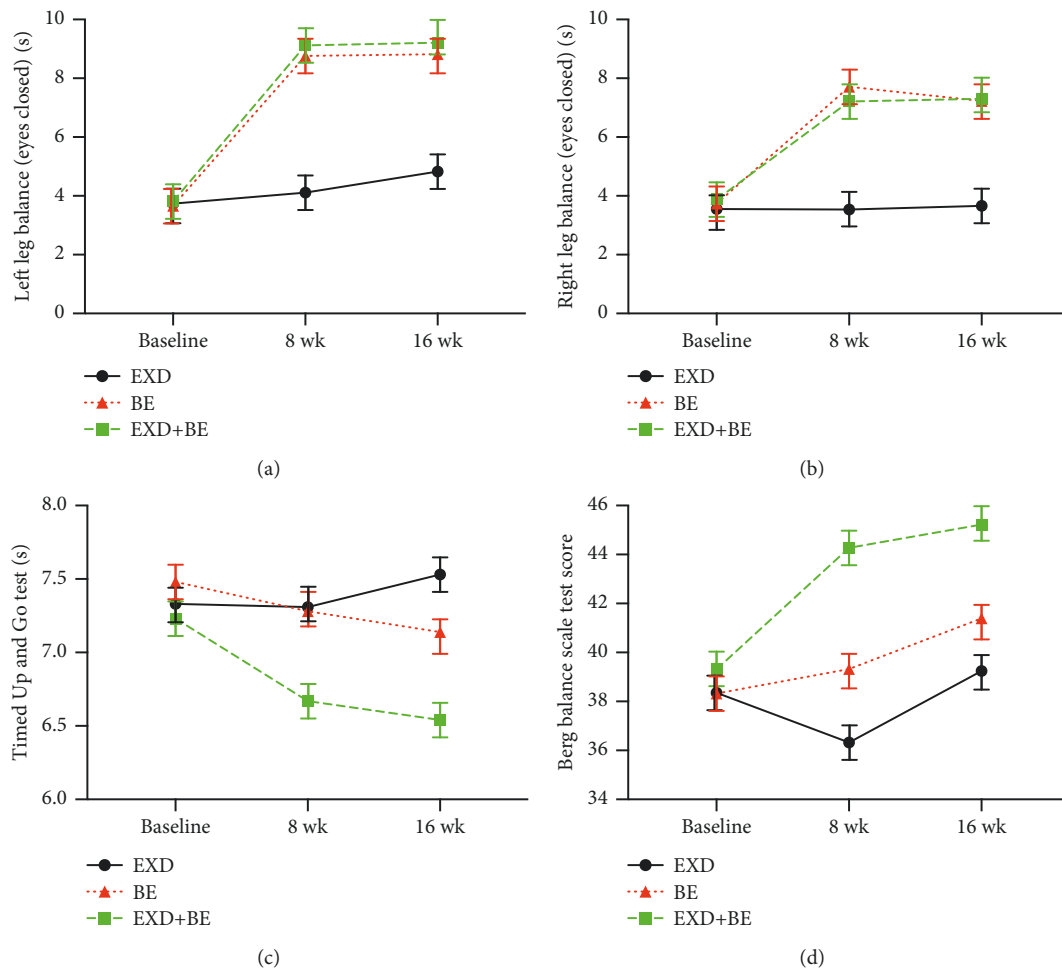 Left leg balance (eyes closed) (s)
10
8
6
4
2
0
Baseline 8 wk 16 wk
EXD
BE
EXD+BE
(a)
Right leg balance (eyes closed) (s)
10
8
6
4
2
0
Baseline 8 wk 16 wk
EXD
BE
EXD+BE
(b)
Timed Up and Go test (s)
8.0
7.5
7.0
6.5
6.0
Baseline 8 wk 16 wk
EXD
BE
EXD+BE
(c)
Berg balance scale test score
46
44
42
40
38
36
34
Baseline 8 wk 16 wk
EXD
BE
EXD+BE
(d)